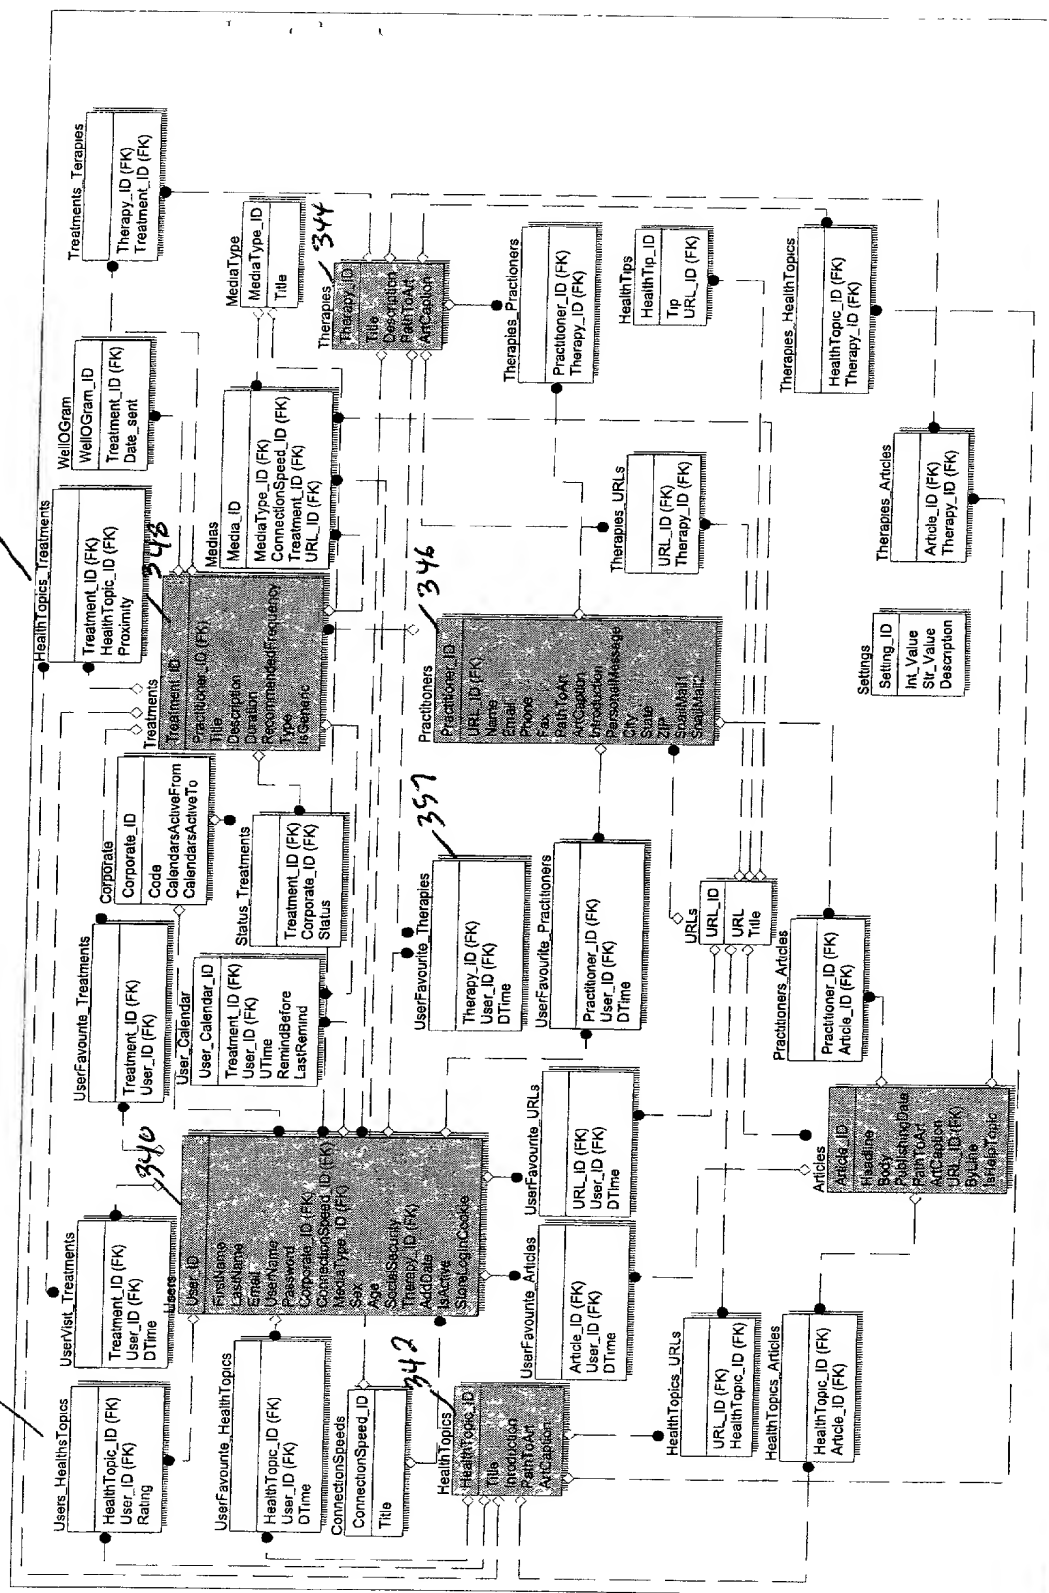 Users_HealthsTopics
HealthTopic_ID (FK)
User_ID (FK)
Rating
UserVisit_Treatments
Treatment_ID (FK)
User_ID (FK)
DTime
UserFavourite_Treatments
Treatment_ID (FK)
User_ID (FK)
Corporate
Corporate_ID
Code
CalendarsActiveFrom
CalendarsActiveTo
HealthTopics_Treatments
Treatment_ID (FK)
HealthTopic_ID (FK)
Proximity
WellOGram
WellOGram_ID
Treatment_ID (FK)
Date_sent
Treatments_Terapies
Therapy_ID (FK)
Treatment_ID (FK)
UserFavourite_HealthTopics
HealthTopic_ID (FK)
User_ID (FK)
DTime
340
Users
User_ID
FirstName
LastName
Email
UserName
Password
Corporate_ID (FK)
ConnectionSpeed_ID (FK)
MediaType_ID (FK)
Sex
Age
SocialSecurity
Therapy_ID (FK)
AddDate
IsActive
StoreLoginCookie
User_Calendar
User_Calendar_ID
Treatment_ID (FK)
User_ID (FK)
UTime
RemindBefore
LastRemind
Status_Treatments
Treatment_ID (FK)
Corporate_ID (FK)
Status
348
Treatments
Treatment_ID
Practitioner_ID (FK)
Title
Description
Duration
RecommendedFrequency
Type
IsGeneric
Medias
Media_ID
MediaType_ID (FK)
ConnectionSpeed_ID (FK)
Treatment_ID (FK)
URL_ID (FK)
MediaType
MediaType_ID
Title
344
Therapies
Therapy_ID
Title
Description
PathToArt
ArtCaption
ConnectionSpeeds
ConnectionSpeed_ID
Title
342
HealthTopics
HealthTopic_ID
Title
Introduction
PathToArt
ArtCaption
UserFavourite_Articles
Article_ID (FK)
User_ID (FK)
DTime
UserFavourite_URLs
URL_ID (FK)
User_ID (FK)
DTime
357
UserFavourite_Therapies
Therapy_ID (FK)
User_ID (FK)
DTime
UserFavourite_Practitioners
Practitioner_ID (FK)
User_ID (FK)
DTime
346
Practitioners
Practitioner_ID
URL_ID (FK)
Name
Email
Phone
Fax
PathToArt
ArtCaption
Introduction
PersonalMessage
City
State
ZIP
Therapies_URLs
URL_ID (FK)
Therapy_ID (FK)
Therapies_Practioners
Practitioner_ID (FK)
Therapy_ID (FK)
HealthTips
HealthTip_ID
Tip
URL_ID (FK)
HealthTopics_URLs
URL_ID (FK)
HealthTopic_ID (FK)
HealthTopics_Articles
HealthTopic_ID (FK)
Article_ID (FK)
Articles
Article_ID
Headline
Body
PublishingDate
PathToArt
ArtCaption
URL_ID (FK)
ByLine
IsHelpTopic
URLs
URL_ID
URL
Title
Practitioners_Articles
Practitioner_ID (FK)
Article_ID (FK)
Settings
Setting_ID
Int_Value
Str_Value
Description
Therapies_Articles
Article_ID (FK)
Therapy_ID (FK)
Therapies_HealthTopics
HealthTopic_ID (FK)
Therapy_ID (FK)